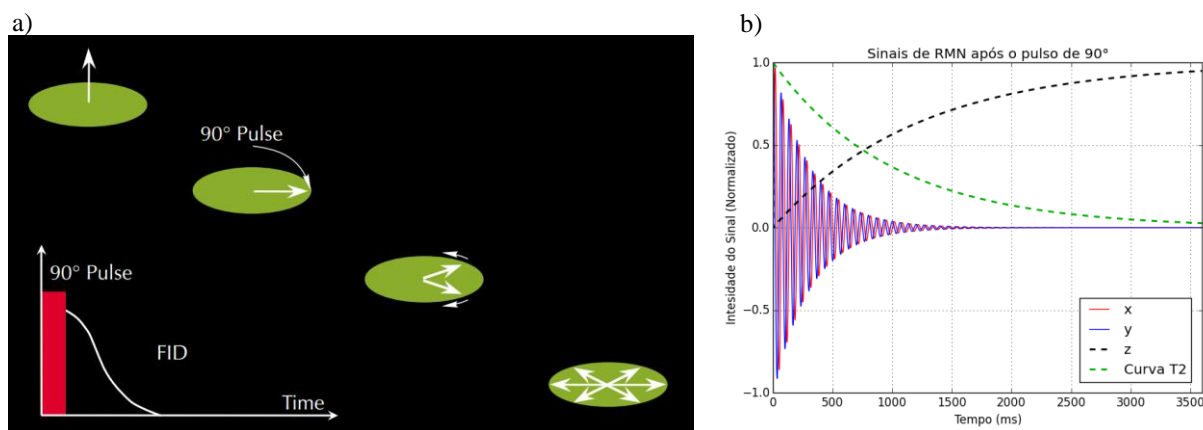 a)
90° Pulse
90° Pulse
FID
Time
b)
Sinais de RMN após o pulso de 90°
Intesidade do Sinal (Normalizado)
1.0
0.5
0.0
−0.5
−1.0
x
y
z
Curva T2
0
500
1000
1500
2000
2500
3000
3500
Tempo (ms)